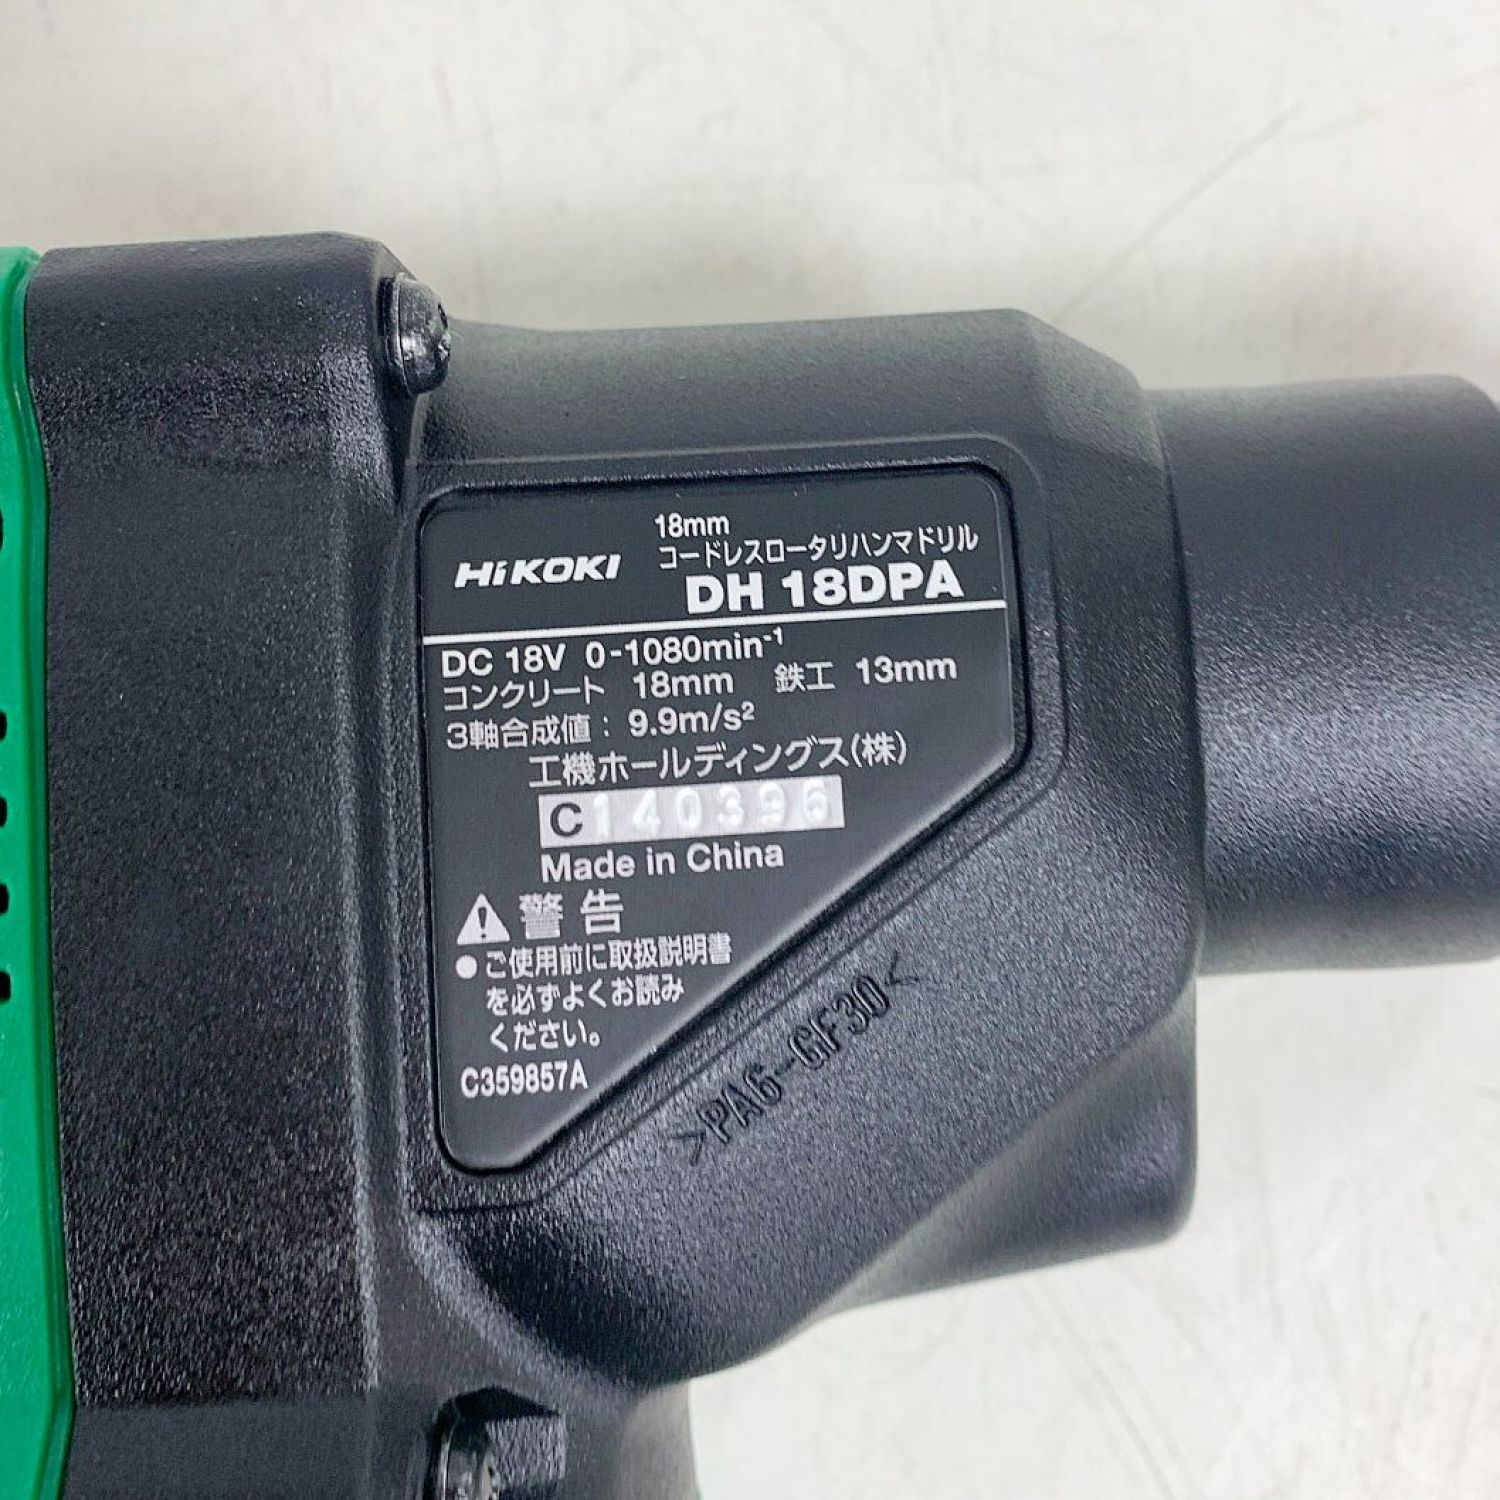 18mm
HiKOKI コードレスロータリハンマドリル
DH 18DPA
DC 18V 0-1080min⁻¹
コンクリート 18mm 鉄工 13mm
3軸合成値: 9.9m/s²
工機ホールディングス(株)
C140396
Made in China
警告
●ご使用前に取扱説明書
を必ずよくお読み
ください。
C359857A
>PA6-GF30<